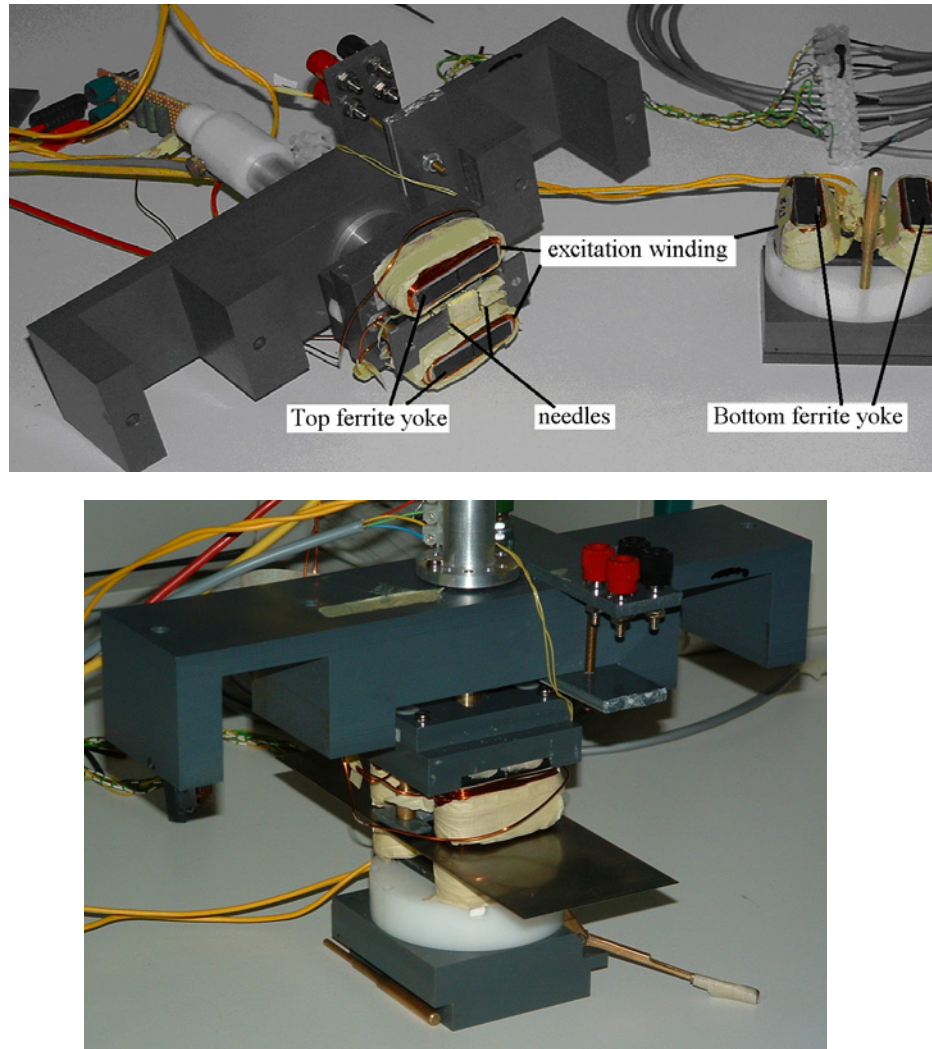 excitation winding
Top ferrite yoke
needles
Bottom ferrite yoke